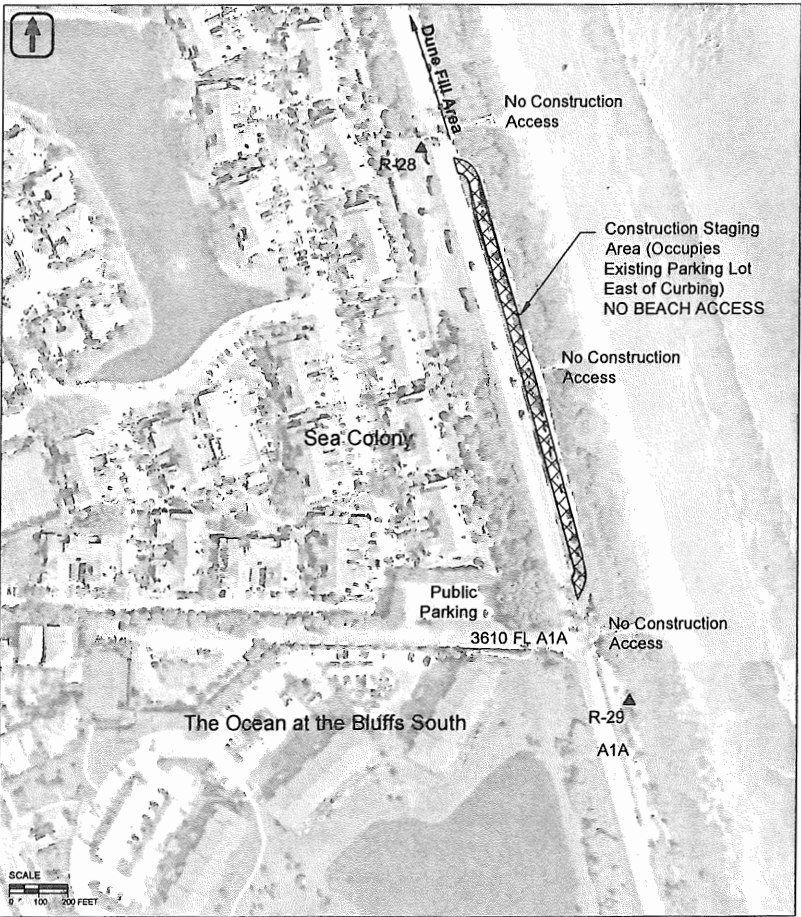 Dune Fill Area
No Construction
Access
R-28
Construction Staging
Area (Occupies
Existing Parking Lot
East of Curbing)
NO BEACH ACCESS
No Construction
Access
Sea Colony
Public
Parking
3610 FL A1A
No Construction
Access
R-29
The Ocean at the Bluffs South
A1A
SCALE
0 100 200 FEET